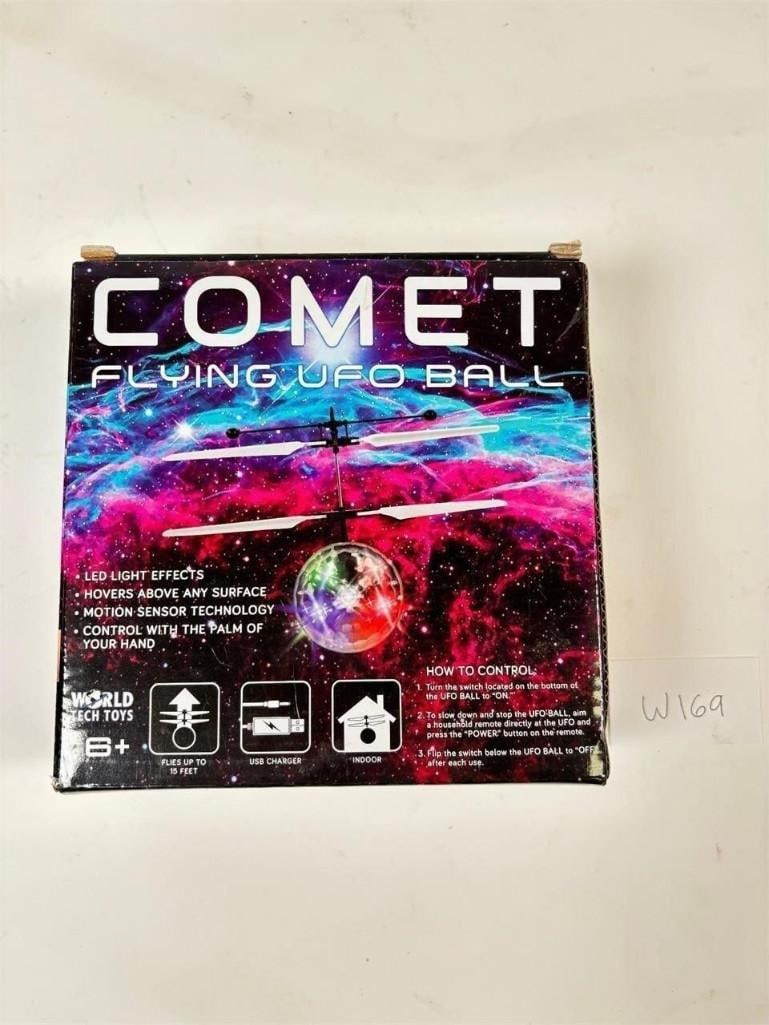 COMET
FLYING UFO BALL
• LED LIGHT EFFECTS
• HOVERS ABOVE ANY SURFACE
• MOTION SENSOR TECHNOLOGY
• CONTROL WITH THE PALM OF
YOUR HAND
WORLD
TECH TOYS
6+
FLIES UP TO
15 FEET
USB CHARGER
INDOOR
HOW TO CONTROL:
1. Turn the switch located on the bottom of
the UFO BALL to "ON."
2. To slow down and stop the UFO BALL, aim
a household remote directly at the UFO and
press the "POWER" button on the remote.
3. Flip the switch below the UFO BALL to "OFF
after each use.
W169